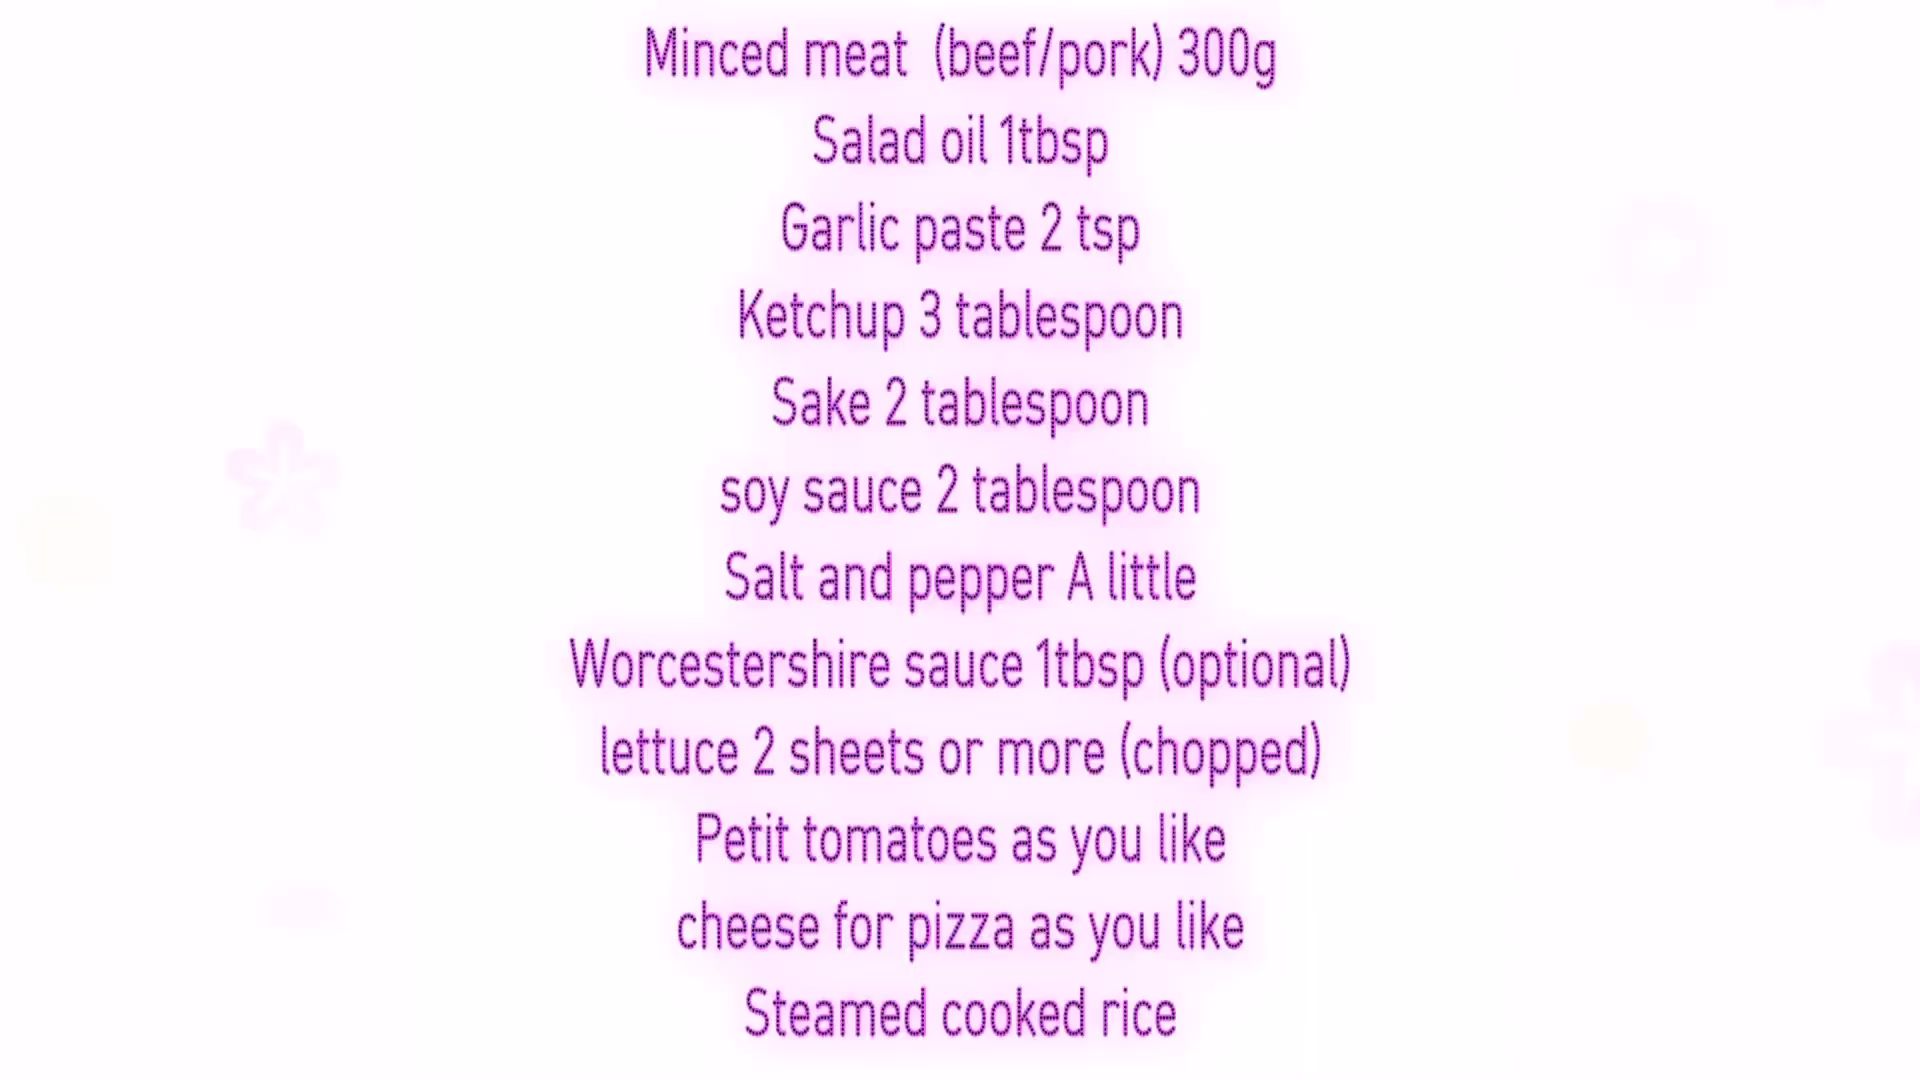 Minced meat  (beef/pork) 300g
Salad oil 1tbsp
Garlic paste 2 tsp
Ketchup 3 tablespoon
Sake 2 tablespoon
soy sauce 2 tablespoon
Salt and pepper A little
Worcestershire sauce 1tbsp (optional)
lettuce 2 sheets or more (chopped)
Petit tomatoes as you like
cheese for pizza as you like
Steamed cooked rice